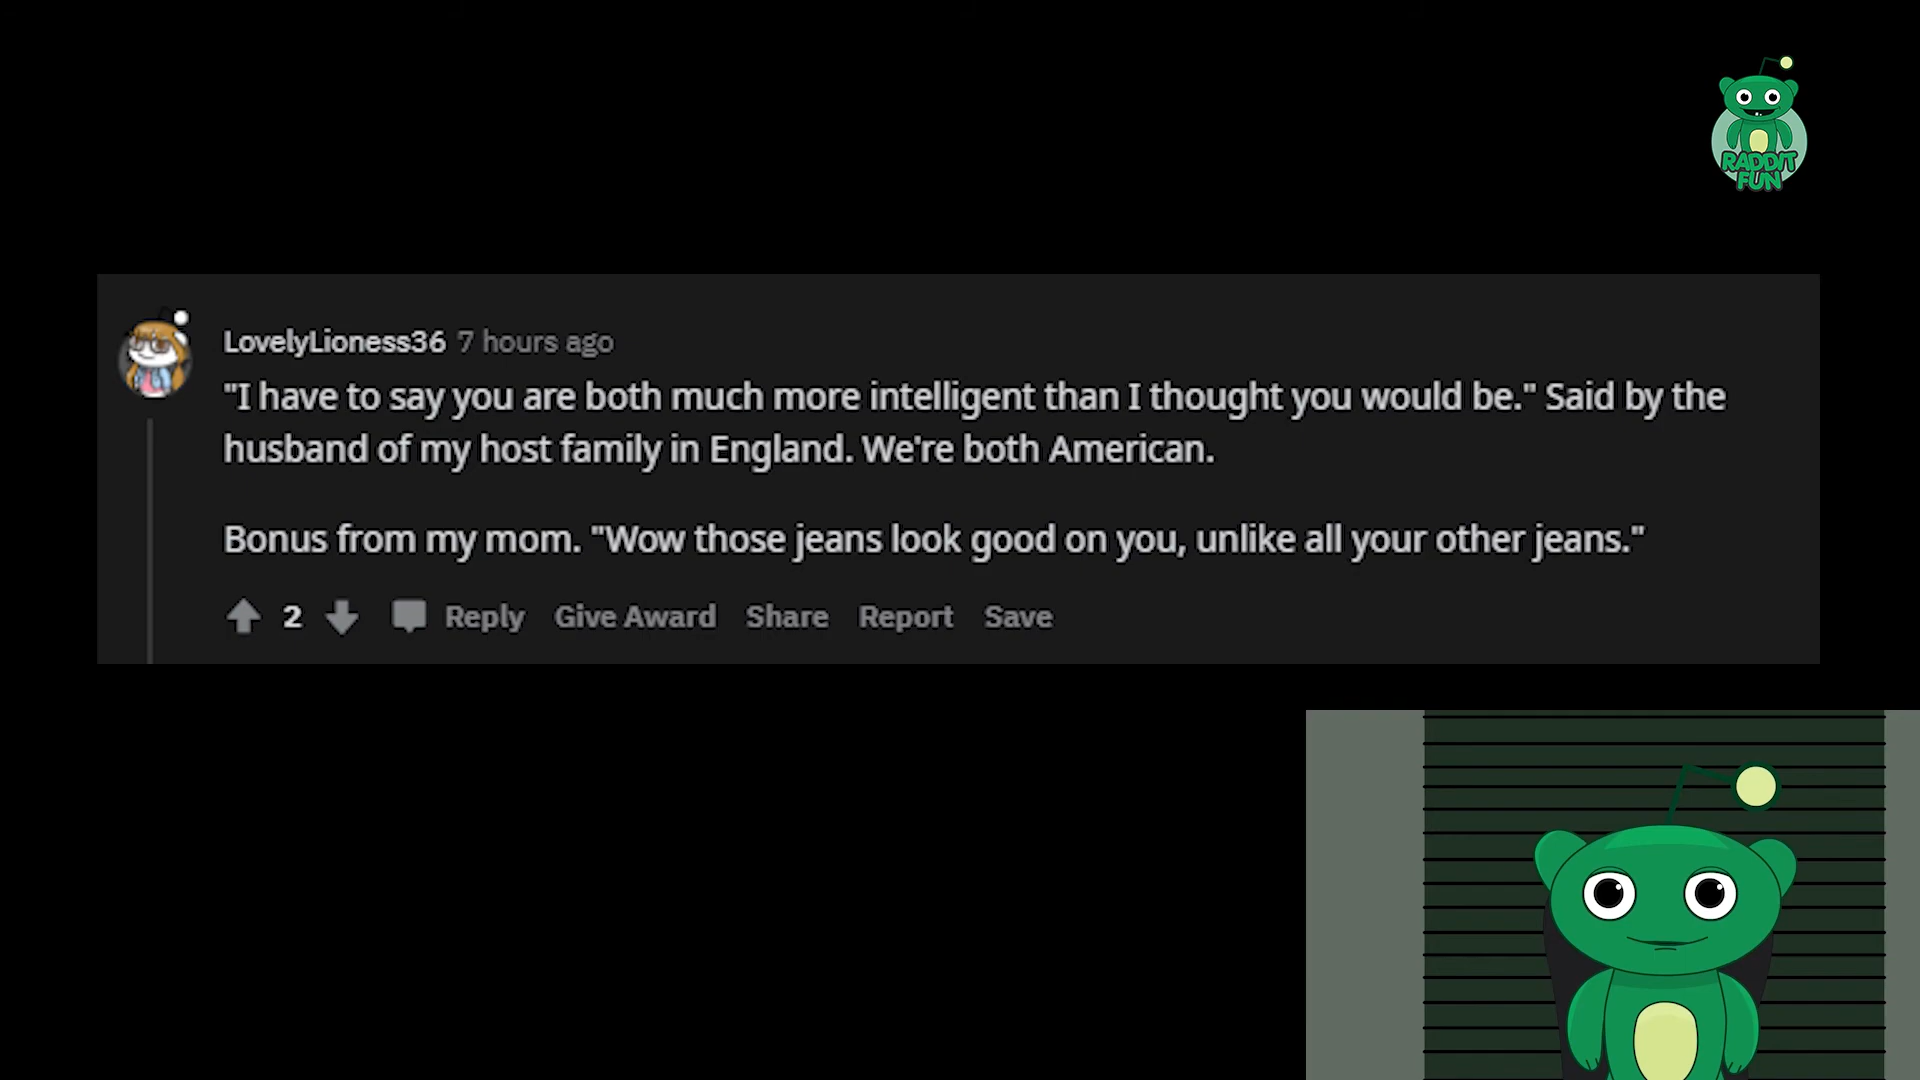 RADDIT
FUN
LovelyLioness36 7 hours ago
"I have to say you are both much more intelligent than I thought you would be." Said by the
husband of my host family in England. We're both American.
Bonus from my mom. "Wow those jeans look good on you, unlike all your other jeans."
2 Reply Give Award Share Report Save